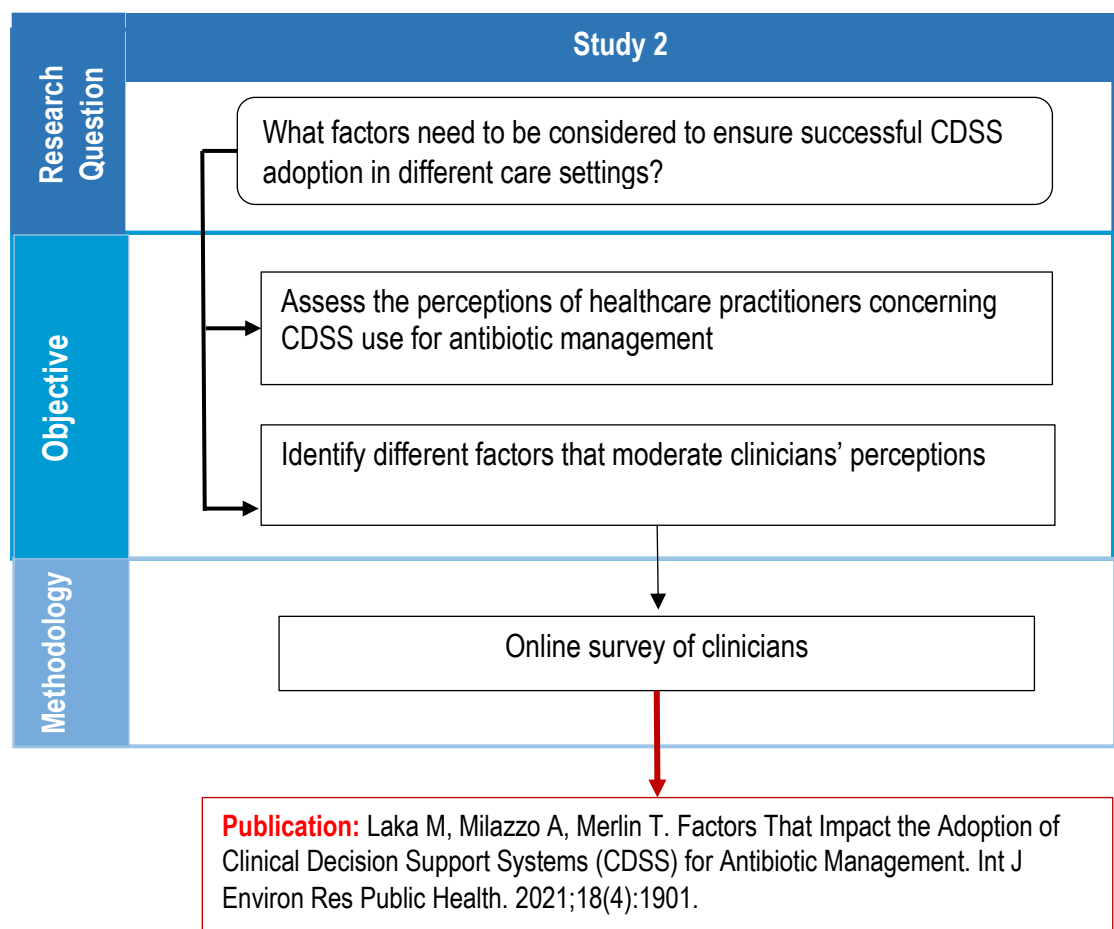 Study 2
Research
Question
What factors need to be considered to ensure successful CDSS
adoption in different care settings?
Objective
Assess the perceptions of healthcare practitioners concerning
CDSS use for antibiotic management
Identify different factors that moderate clinicians’ perceptions
Methodology
Online survey of clinicians
Publication: Laka M, Milazzo A, Merlin T. Factors That Impact the Adoption of
Clinical Decision Support Systems (CDSS) for Antibiotic Management. Int J
Environ Res Public Health. 2021;18(4):1901.